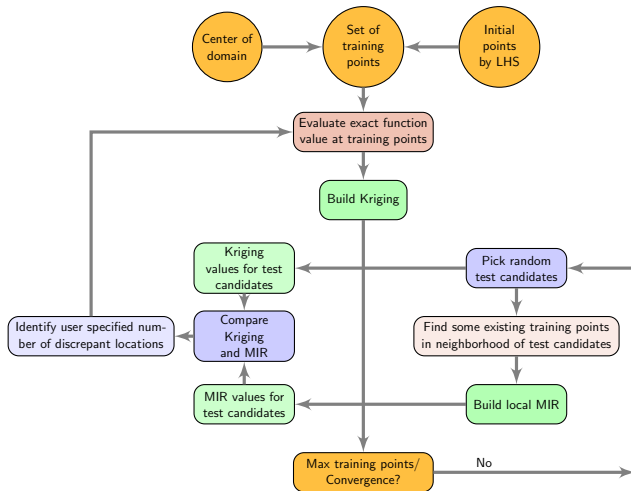 Center of
domain
Set of
training
points
Initial
points
by LHS
Evaluate exact function
value at training points
Build Kriging
Kriging
values for test
candidates
Pick random
test candidates
Identify user specified num-
ber of discrepant locations
Compare
Kriging
and MIR
Find some existing training points
in neighborhood of test candidates
MIR values for
test candidates
Build local MIR
Max training points/
Convergence?
No